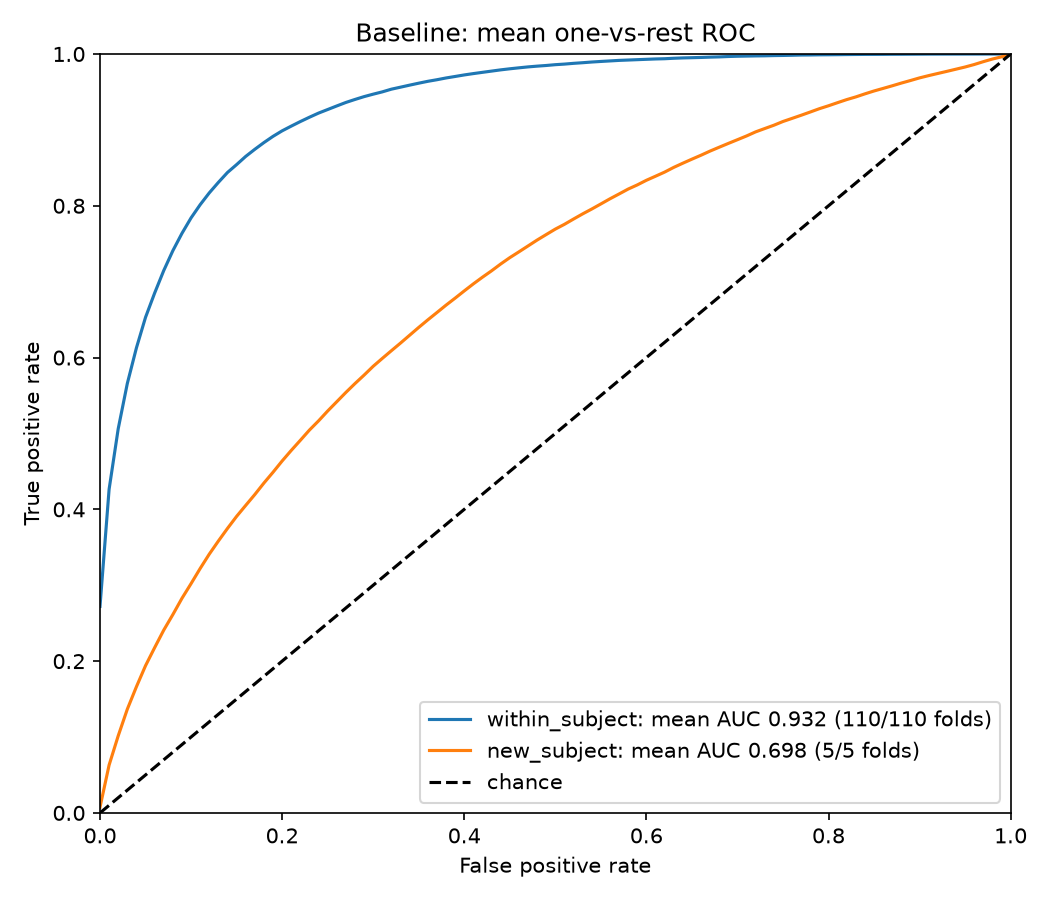 Baseline: mean one-vs-rest ROC
1.0
0.8
0.6
0.4
0.2
0.0
True positive rate
within_subject: mean AUC 0.932 (110/110 folds)
new_subject: mean AUC 0.698 (5/5 folds)
chance
0.0 0.2 0.4 0.6 0.8 1.0
False positive rate